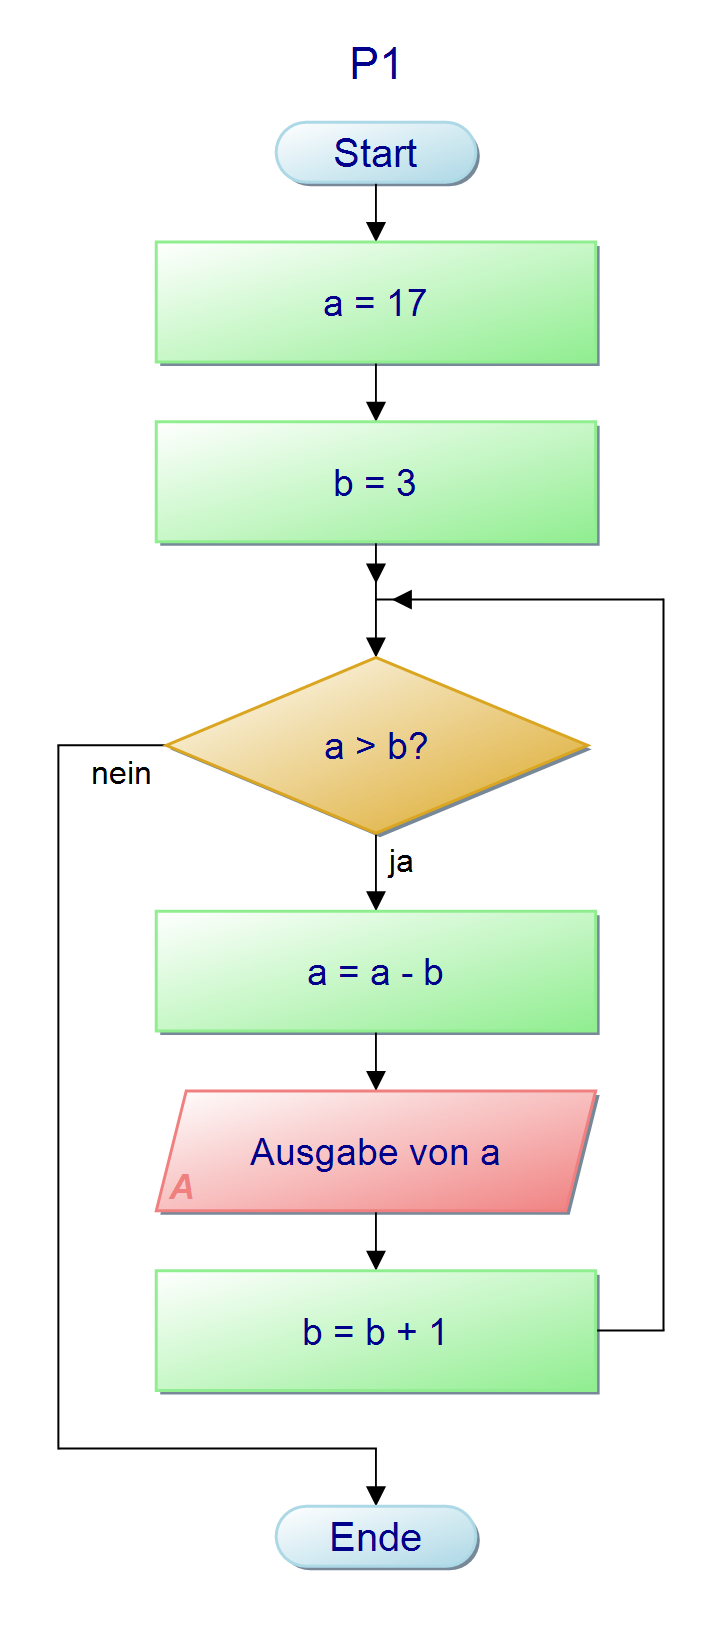 P1
Start
a = 17
b = 3
a > b?
nein
ja
a = a - b
Ausgabe von a
A
b = b + 1
Ende